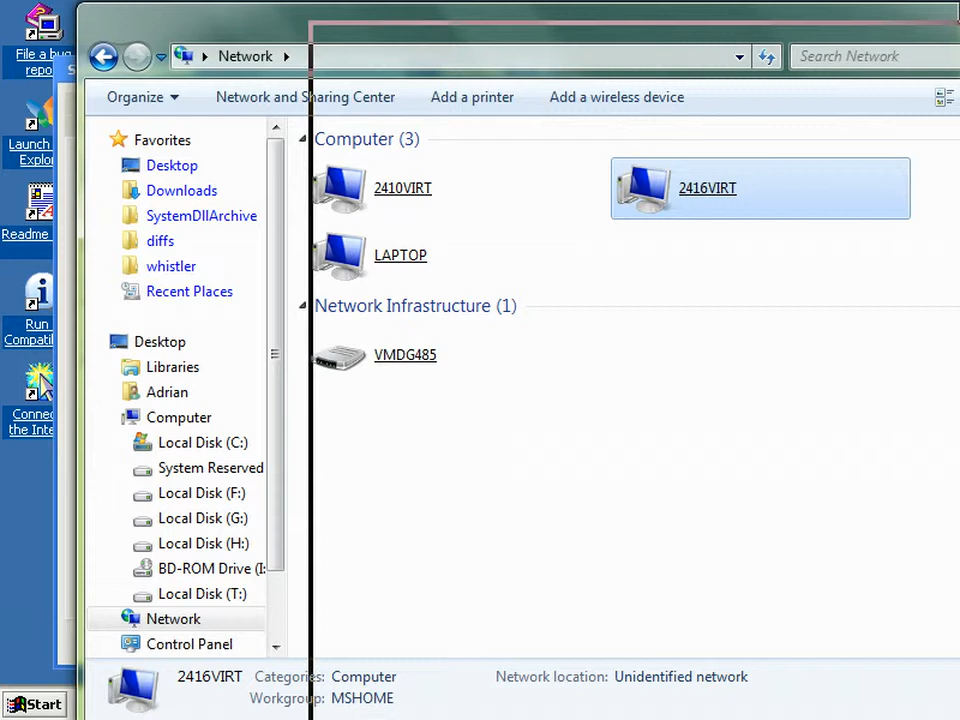 File a bug
repo
Launch
Explo
Readme
Run
Compatib
Connec
the Inte
Start
Network
Search Network
Organize
Network and Sharing Center
Add a printer
Add a wireless device
Favorites
Desktop
Downloads
SystemDllArchive
diffs
whistler
Recent Places
Desktop
Libraries
Adrian
Computer
Local Disk (C:)
System Reserved
Local Disk (F:)
Local Disk (G:)
Local Disk (H:)
BD-ROM Drive (I:
Local Disk (T:)
Network
Control Panel
Computer (3)
2410VIRT
2416VIRT
LAPTOP
Network Infrastructure (1)
VMDG485
2416VIRT
Categories: Computer
Network location: Unidentified network
Workgroup: MSHOME